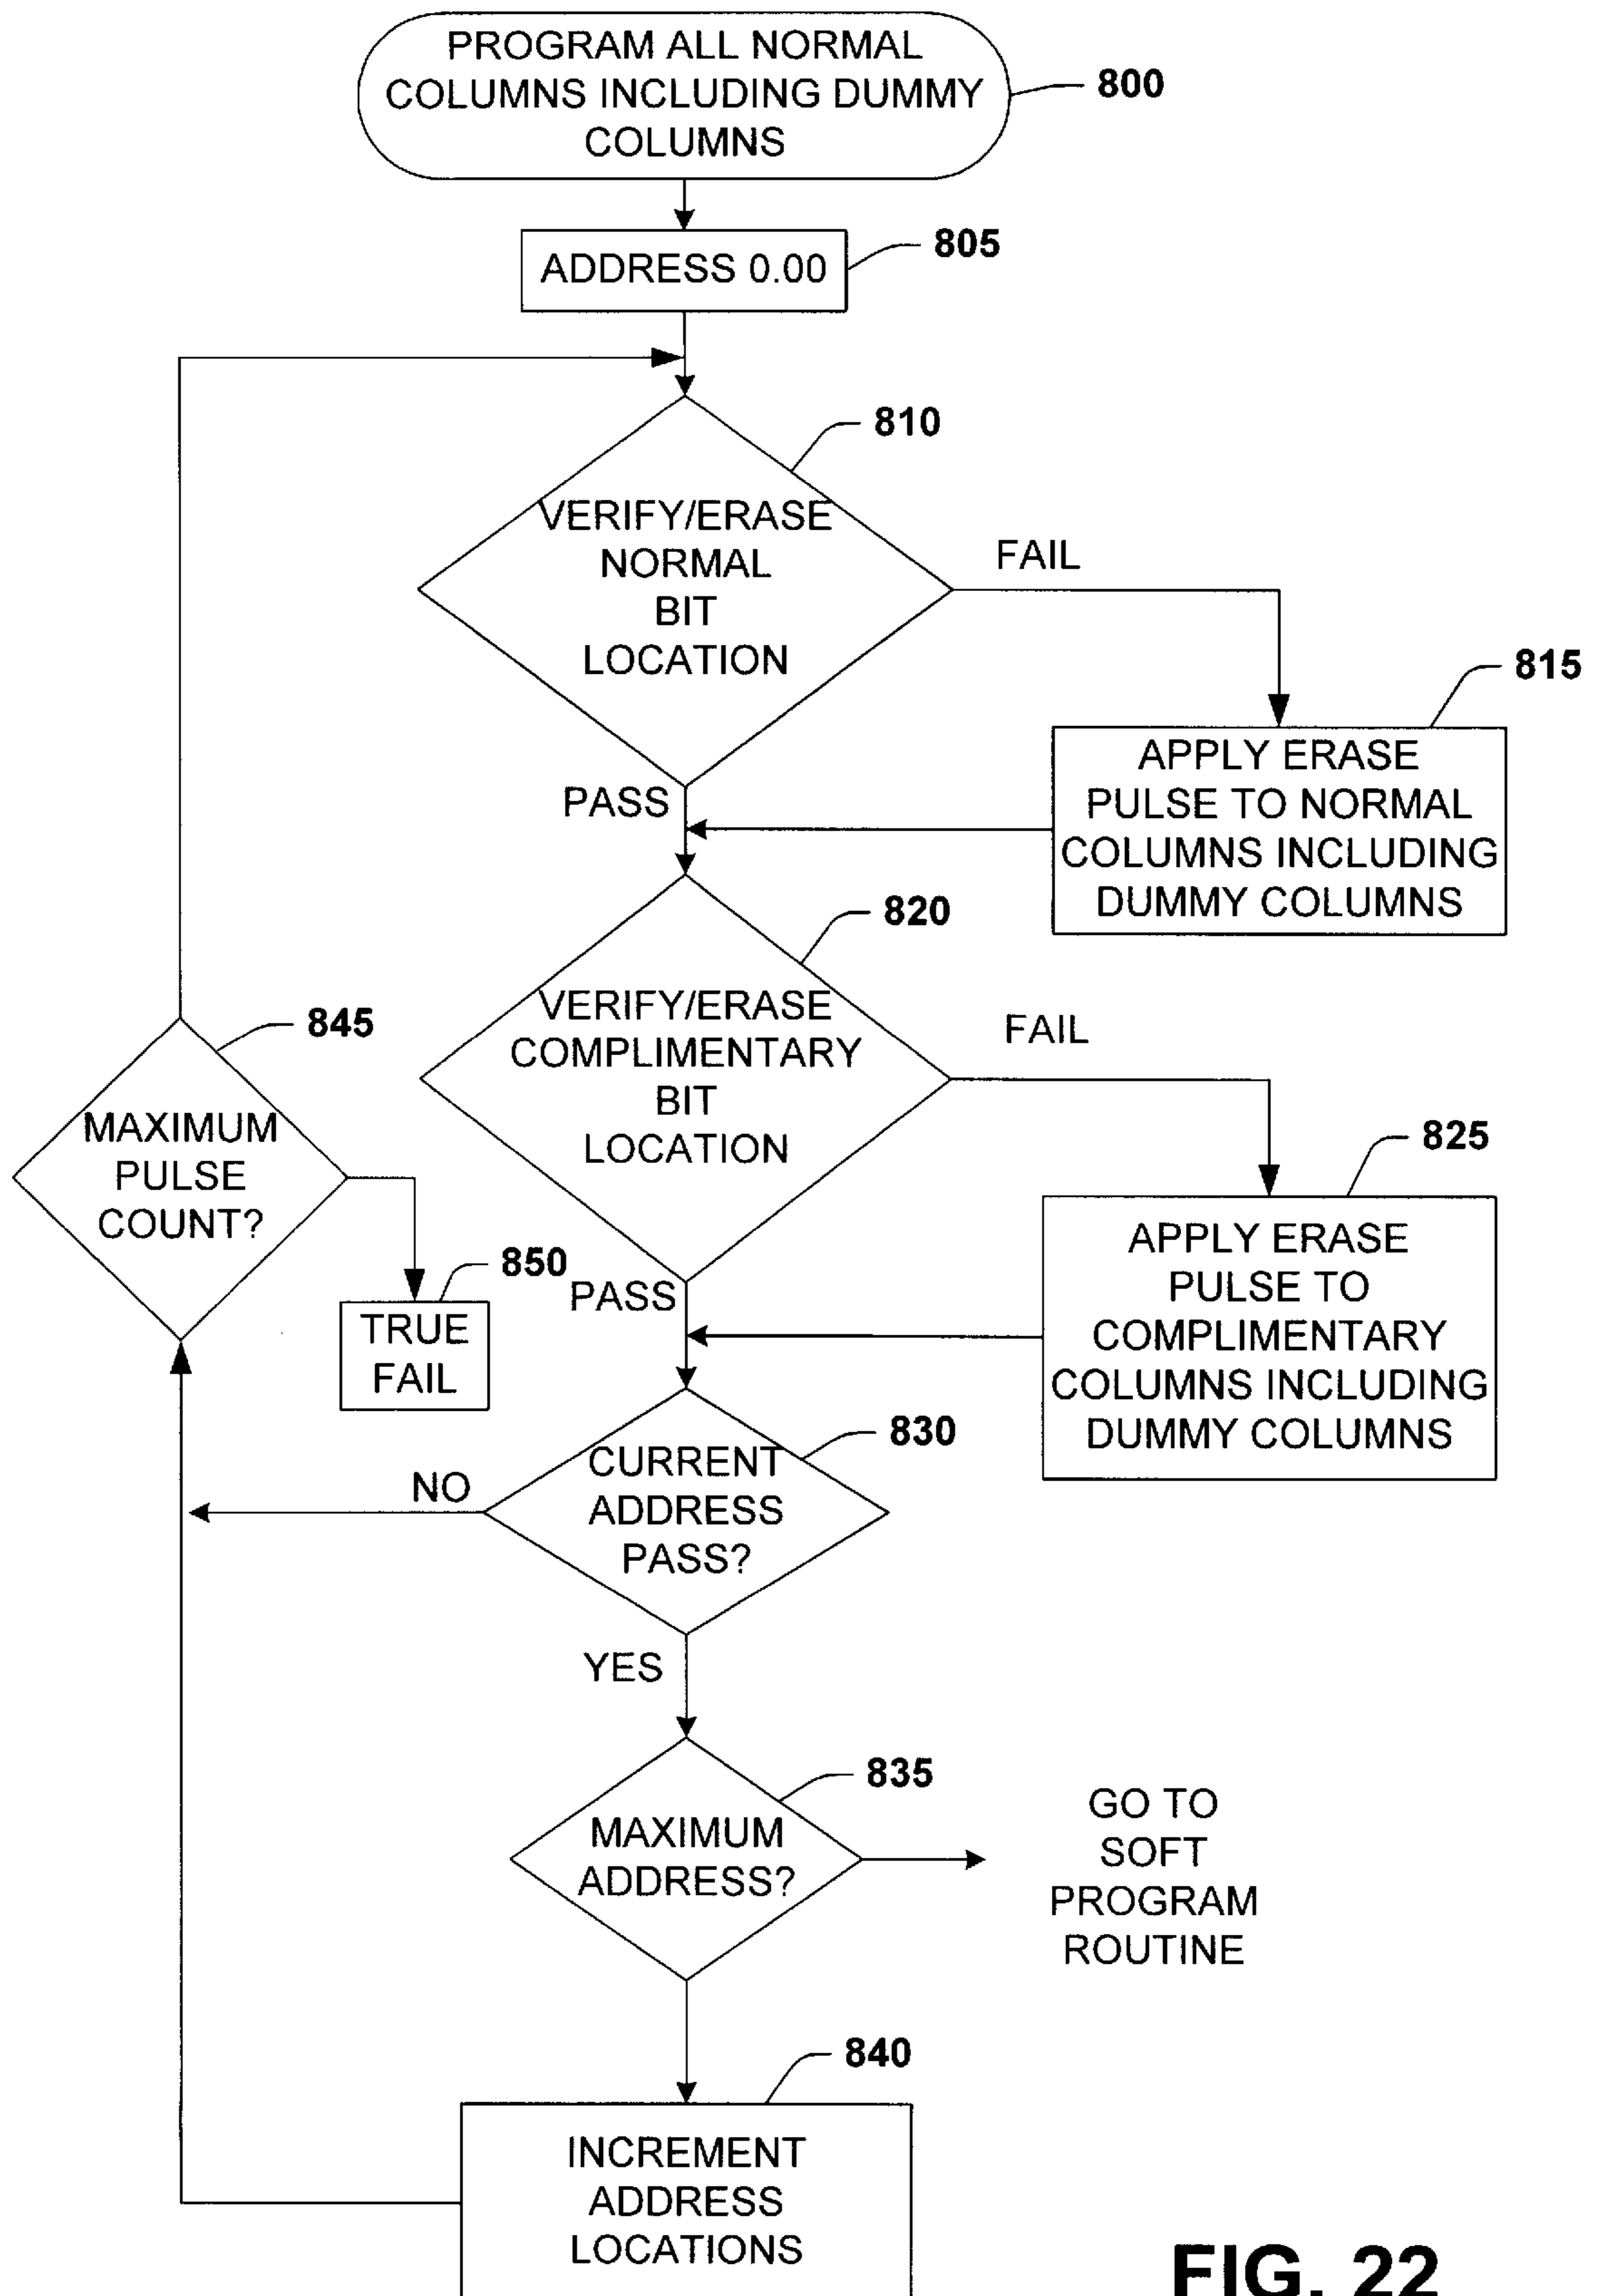 PROGRAM ALL NORMAL
COLUMNS INCLUDING DUMMY
COLUMNS
800
ADDRESS 0.00
805
810
VERIFY/ERASE
NORMAL
BIT
LOCATION
FAIL
815
APPLY ERASE
PULSE TO NORMAL
COLUMNS INCLUDING
DUMMY COLUMNS
PASS
820
VERIFY/ERASE
COMPLIMENTARY
BIT
LOCATION
FAIL
825
APPLY ERASE
PULSE TO
COMPLIMENTARY
COLUMNS INCLUDING
DUMMY COLUMNS
845
MAXIMUM
PULSE
COUNT?
850
TRUE
FAIL
PASS
830
CURRENT
ADDRESS
PASS?
NO
YES
835
MAXIMUM
ADDRESS?
GO TO
SOFT
PROGRAM
ROUTINE
840
INCREMENT
ADDRESS
LOCATIONS
FIG. 22